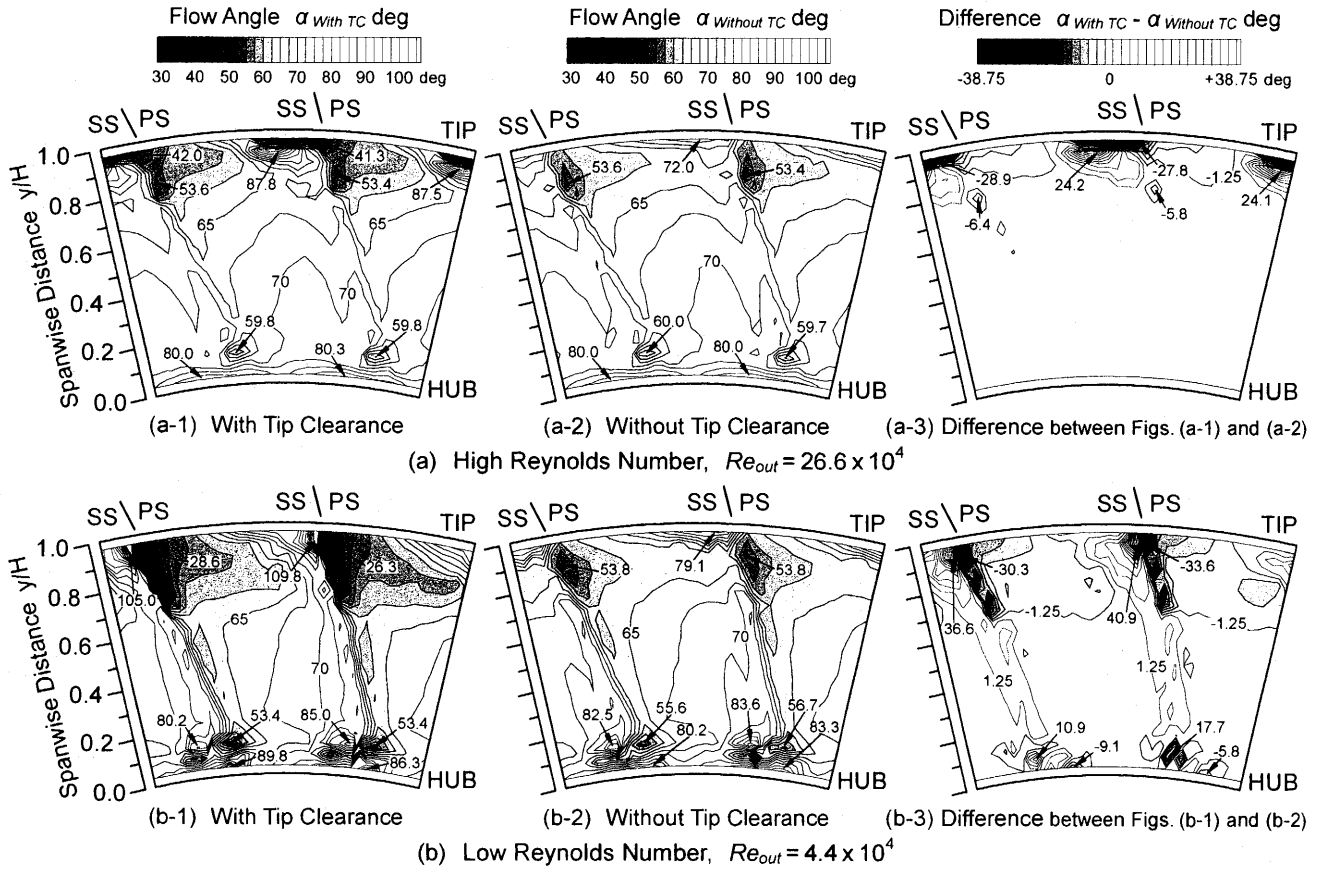 Flow Angle α With TC deg
30 40 50 60 70 80 90 100 deg
Flow Angle α Without TC deg
30 40 50 60 70 80 90 100 deg
Difference α With TC - α Without TC deg
-38.75 0 +38.75 deg
SS \ PS SS \ PS TIP
Spanwise Distance y/H
1.0
0.8
0.6
0.4
0.2
0.0
42.0
53.6
87.8
41.3
53.4
87.5
65
70
70
59.8
59.8
80.0
80.3
HUB
(a-1) With Tip Clearance
SS \ PS SS \ PS TIP
53.6
72.0
53.4
65
70
60.0
59.7
80.0
80.0
HUB
(a-2) Without Tip Clearance
SS \ PS SS \ PS TIP
-28.9
24.2
-27.8
-1.25
24.1
-6.4
-5.8
HUB
(a-3) Difference between Figs. (a-1) and (a-2)
(a) High Reynolds Number, Reout = 26.6 x 10⁴
SS \ PS SS \ PS TIP
Spanwise Distance y/H
1.0
0.8
0.6
0.4
0.2
0.0
28.6
109.8
26.3
105.0
65
70
80.2
53.4
85.0
53.4
89.8
86.3
HUB
(b-1) With Tip Clearance
SS \ PS SS \ PS TIP
53.8
79.1
53.8
65
70
82.5
55.6
80.2
83.6
56.7
83.3
HUB
(b-2) Without Tip Clearance
SS \ PS SS \ PS TIP
-30.3
-33.6
36.6
-1.25
40.9
-1.25
1.25
1.25
10.9
-9.1
17.7
-5.8
HUB
(b-3) Difference between Figs. (b-1) and (b-2)
(b) Low Reynolds Number, Reout = 4.4 x 10⁴